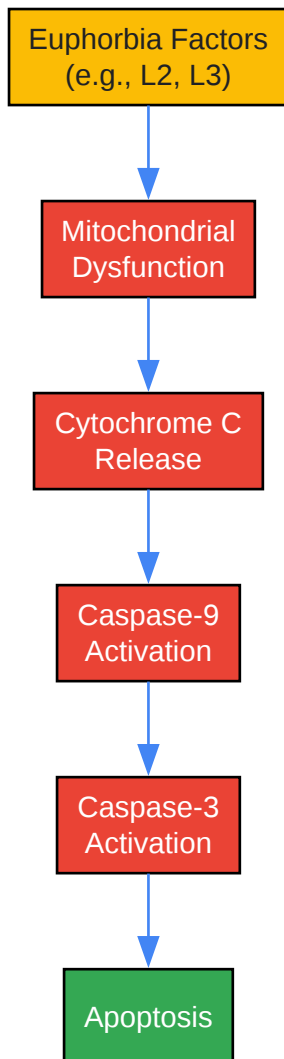 Euphorbia Factors
(e.g., L2, L3)
Mitochondrial
Dysfunction
Cytochrome C
Release
Caspase-9
Activation
Caspase-3
Activation
Apoptosis